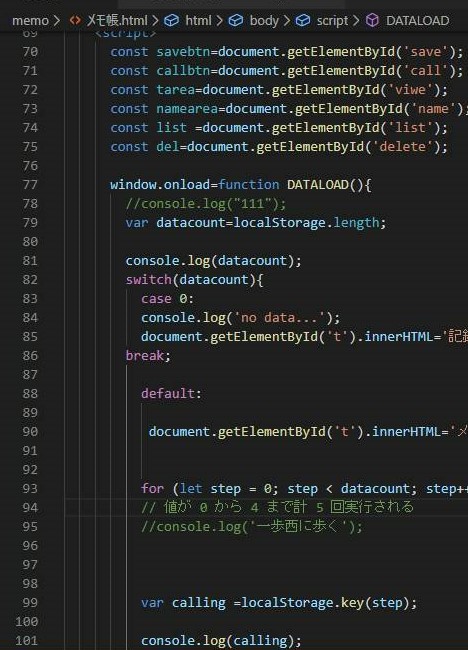 memo > メモ帳.html > html > body > script > DATALOAD
69 <script>
70 const savebtn=document.getElementById('save');
71 const callbtn=document.getElementById('call');
72 const tarea=document.getElementById('viwe');
73 const namearea=document.getElementById('name');
74 const list =document.getElementById('list');
75 const del=document.getElementById('delete');
76
77 window.onload=function DATALOAD(){
78 //console.log("111");
79 var datacount=localStorage.length;
80
81 console.log(datacount);
82 switch(datacount){
83 case 0:
84 console.log('no data...');
85 document.getElementById('t').innerHTML='記録
86 break;
87
88 default:
89
90 document.getElementById('t').innerHTML='メ
91
92
93 for (let step = 0; step < datacount; step++
94 // 値が 0 から 4 まで計 5 回実行される
95 //console.log('一歩西に歩く');
96
97
98
99 var calling =localStorage.key(step);
100
101 console.log(calling);